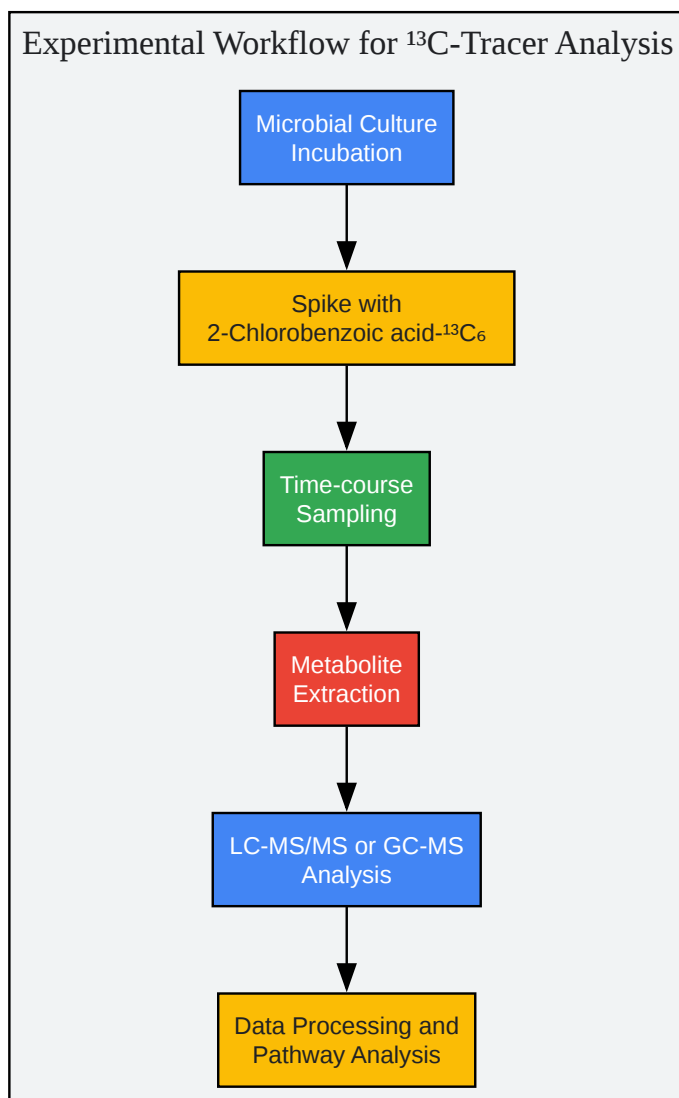 Experimental Workflow for ¹³C-Tracer Analysis
Microbial Culture
Incubation
Spike with
2-Chlorobenzoic acid-¹³C₆
Time-course
Sampling
Metabolite
Extraction
LC-MS/MS or GC-MS
Analysis
Data Processing and
Pathway Analysis